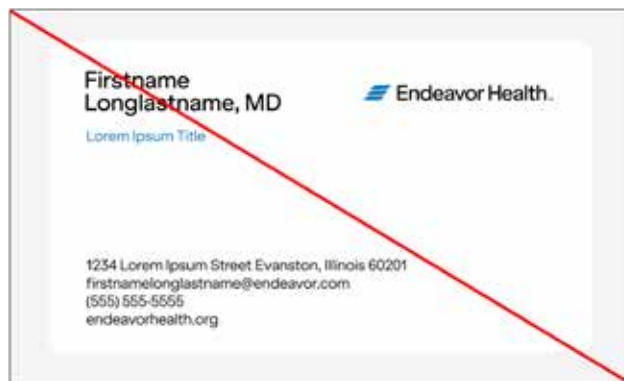 Firstname
Longlastname, MD
Endeavor Health
Lorem Ipsum Title
1234 Lorem Ipsum Street Evanston, Illinois 60201
firstnamelonglastname@endeavor.com
(555) 555-5555
endeavorhealth.org